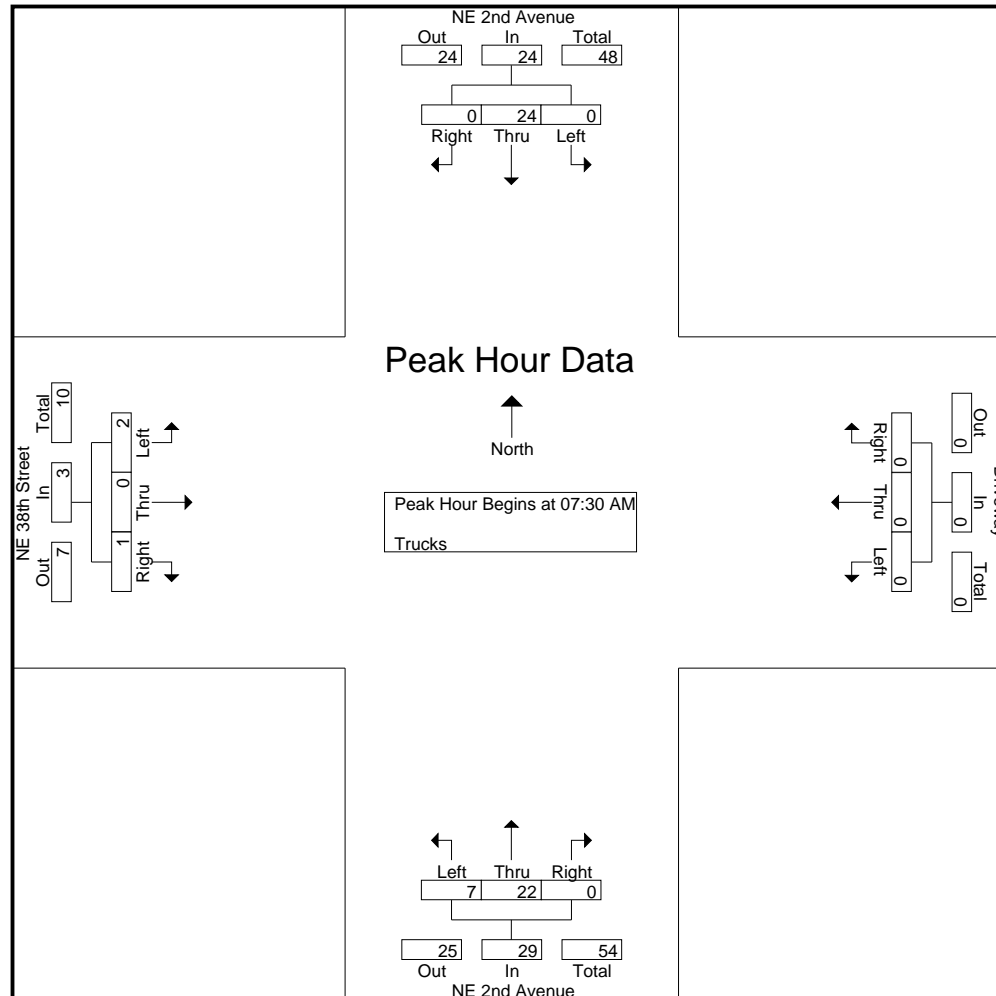 NE 2nd Avenue
Out In Total
24 24 48
0 24 0
Right Thru Left
Peak Hour Data
North
Peak Hour Begins at 07:30 AM
Trucks
NE 38th Street
Out In Total
7 3 10
1 0 2
Right Thru Left
Out In Total
0 0 0
Right Thru Left
0 0 0
Left Thru Right
7 22 0
25 29 54
Out In Total
NE 2nd Avenue